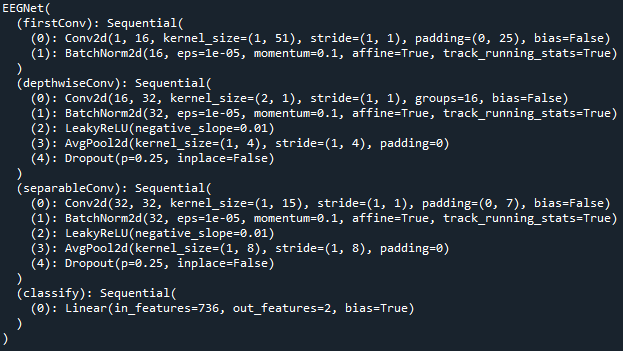 EEGNet(
  (firstConv): Sequential(
    (0): Conv2d(1, 16, kernel_size=(1, 51), stride=(1, 1), padding=(0, 25), bias=False)
    (1): BatchNorm2d(16, eps=1e-05, momentum=0.1, affine=True, track_running_stats=True)
  )
  (depthwiseConv): Sequential(
    (0): Conv2d(16, 32, kernel_size=(2, 1), stride=(1, 1), groups=16, bias=False)
    (1): BatchNorm2d(32, eps=1e-05, momentum=0.1, affine=True, track_running_stats=True)
    (2): LeakyReLU(negative_slope=0.01)
    (3): AvgPool2d(kernel_size=(1, 4), stride=(1, 4), padding=0)
    (4): Dropout(p=0.25, inplace=False)
  )
  (separableConv): Sequential(
    (0): Conv2d(32, 32, kernel_size=(1, 15), stride=(1, 1), padding=(0, 7), bias=False)
    (1): BatchNorm2d(32, eps=1e-05, momentum=0.1, affine=True, track_running_stats=True)
    (2): LeakyReLU(negative_slope=0.01)
    (3): AvgPool2d(kernel_size=(1, 8), stride=(1, 8), padding=0)
    (4): Dropout(p=0.25, inplace=False)
  )
  (classify): Sequential(
    (0): Linear(in_features=736, out_features=2, bias=True)
  )
)